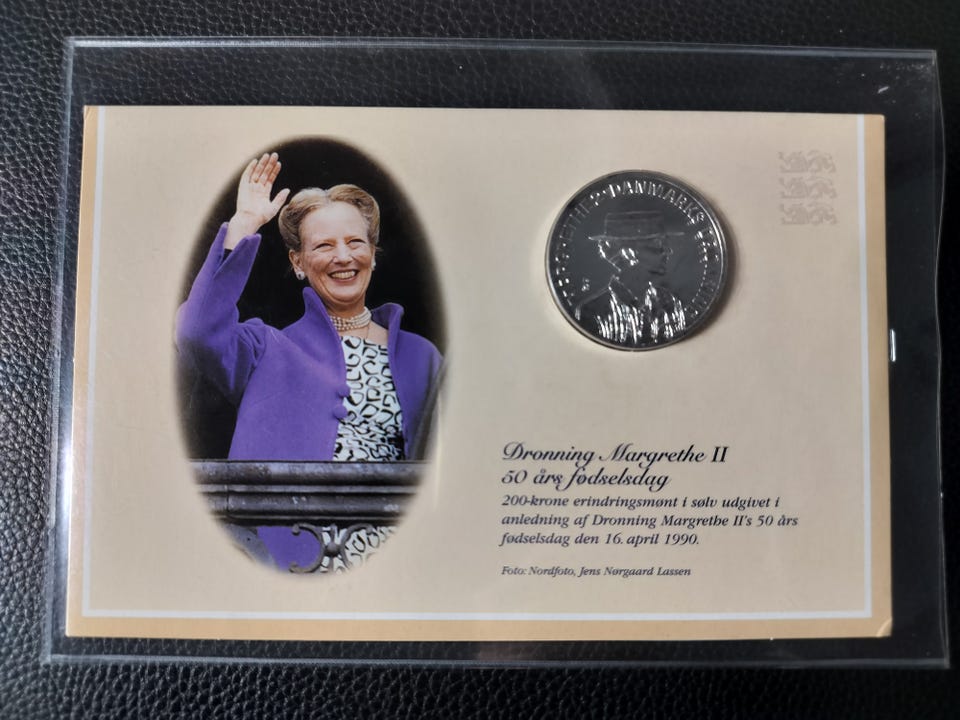 DANMARKS
Dronning Margrethe II
50 års fødselsdag
200-krone erindringsmønt i sølv udgivet i
anledning af Dronning Margrethe II's 50 års
fødselsdag den 16. april 1990.
Foto: Nordfoto, Jens Nørgaard Lassen